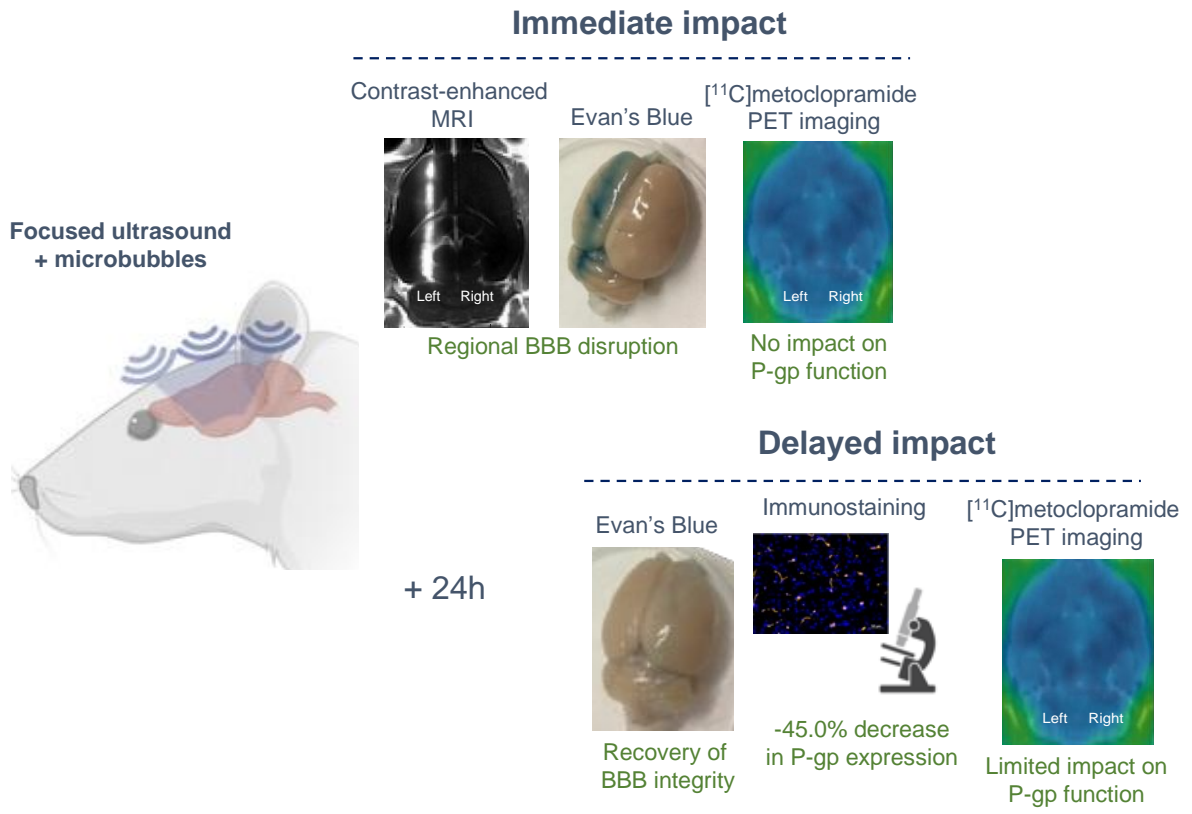 Immediate impact
Contrast-enhanced
MRI
Evan's Blue
[¹¹C]metoclopramide
PET imaging
Focused ultrasound
+ microbubbles
Left Right
Left Right
Regional BBB disruption
No impact on
P-gp function
Delayed impact
+ 24h
Evan's Blue
Immunostaining
[¹¹C]metoclopramide
PET imaging
Left Right
Recovery of
BBB integrity
-45.0% decrease
in P-gp expression
Limited impact on
P-gp function